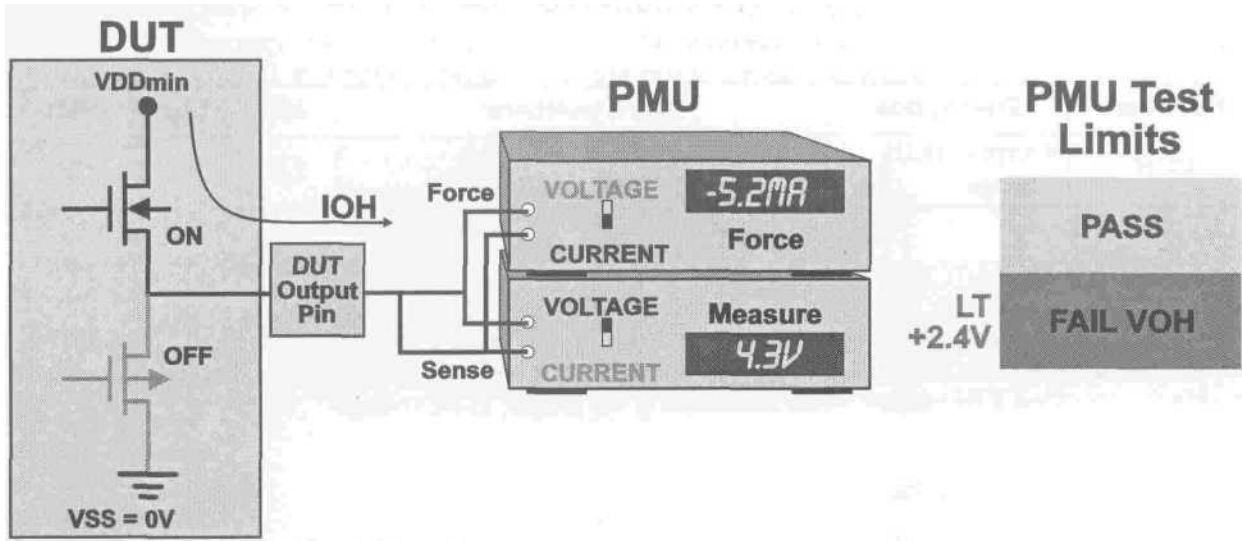 DUT
VDDmin
IOH
ON
DUT
Output
Pin
OFF
VSS = 0V
PMU
Force
VOLTAGE
-5.2MA
CURRENT
Force
VOLTAGE
Measure
4.3V
Sense
CURRENT
PMU Test
Limits
PASS
LT
+2.4V
FAIL VOH